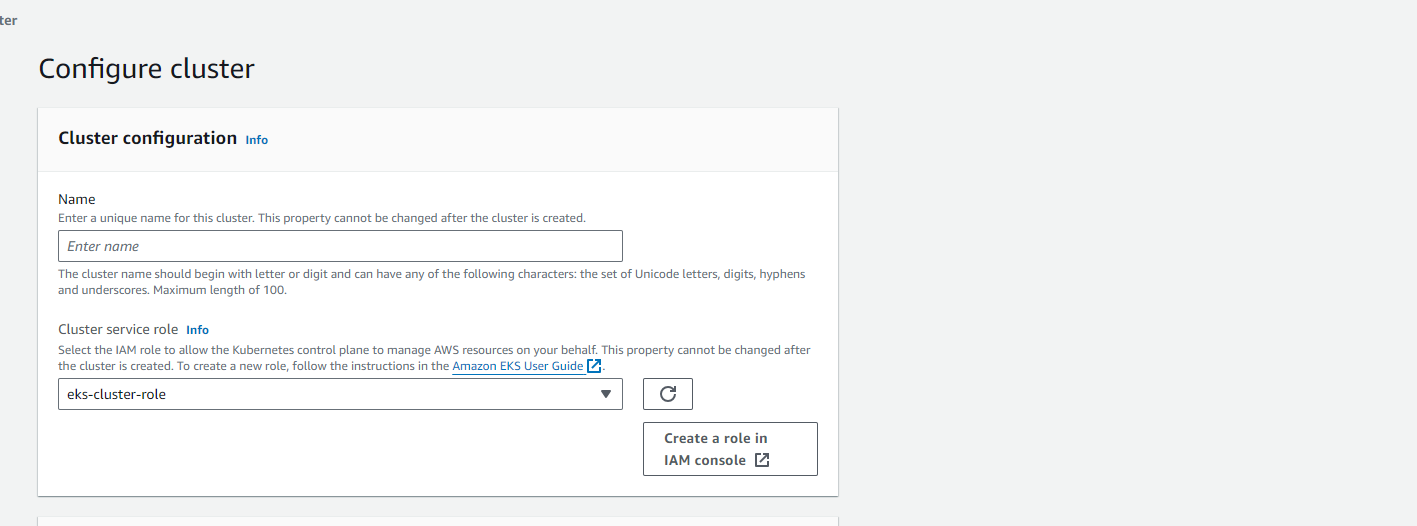 ter
Configure cluster
Cluster configuration Info
Name
Enter a unique name for this cluster. This property cannot be changed after the cluster is created.
Enter name
The cluster name should begin with letter or digit and can have any of the following characters: the set of Unicode letters, digits, hyphens
and underscores. Maximum length of 100.
Cluster service role Info
Select the IAM role to allow the Kubernetes control plane to manage AWS resources on your behalf. This property cannot be changed after
the cluster is created. To create a new role, follow the instructions in the Amazon EKS User Guide.
eks-cluster-role
Create a role in
IAM console